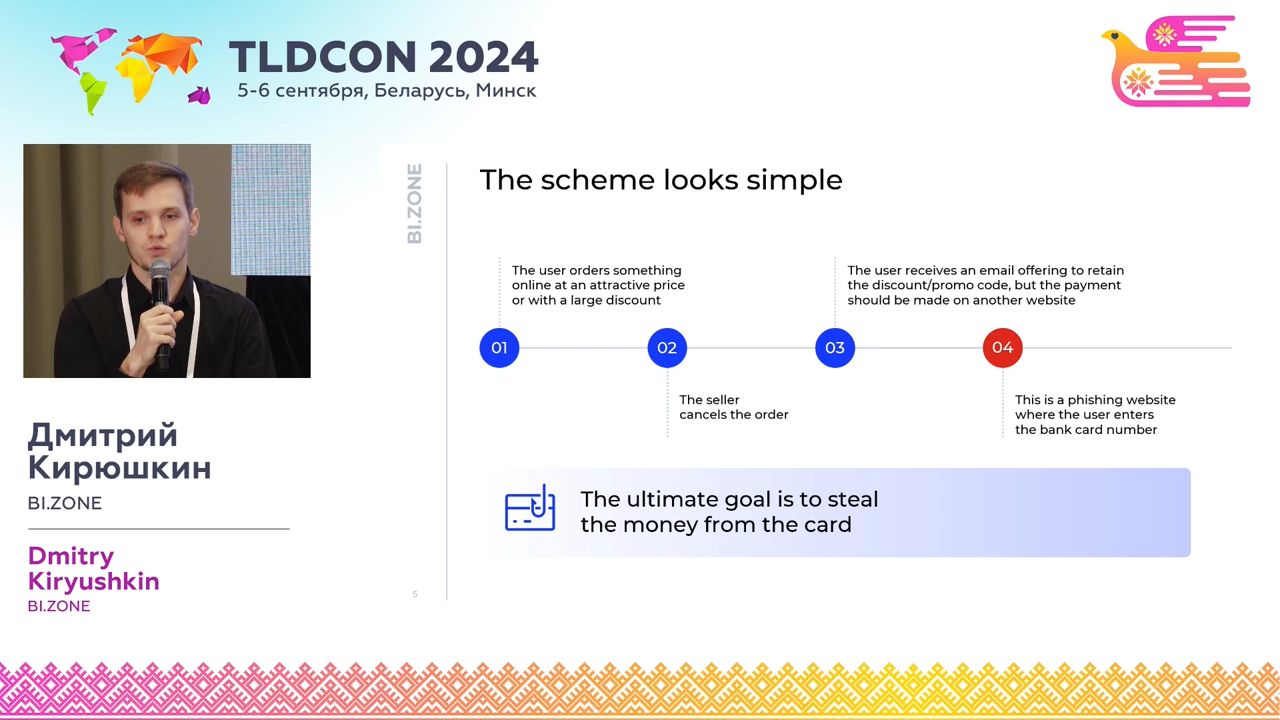 TLDCON 2024
5-6 сентября, Беларусь, Минск
Дмитрий
Кирюшкин
BI.ZONE
Dmitry
Kiryushkin
BI.ZONE
BI.ZONE
The scheme looks simple
The user orders something
online at an attractive price
or with a large discount
The user receives an email offering to retain
the discount/promo code, but the payment
should be made on another website
01
02
03
04
The seller
cancels the order
This is a phishing website
where the user enters
the bank card number
The ultimate goal is to steal
the money from the card
5